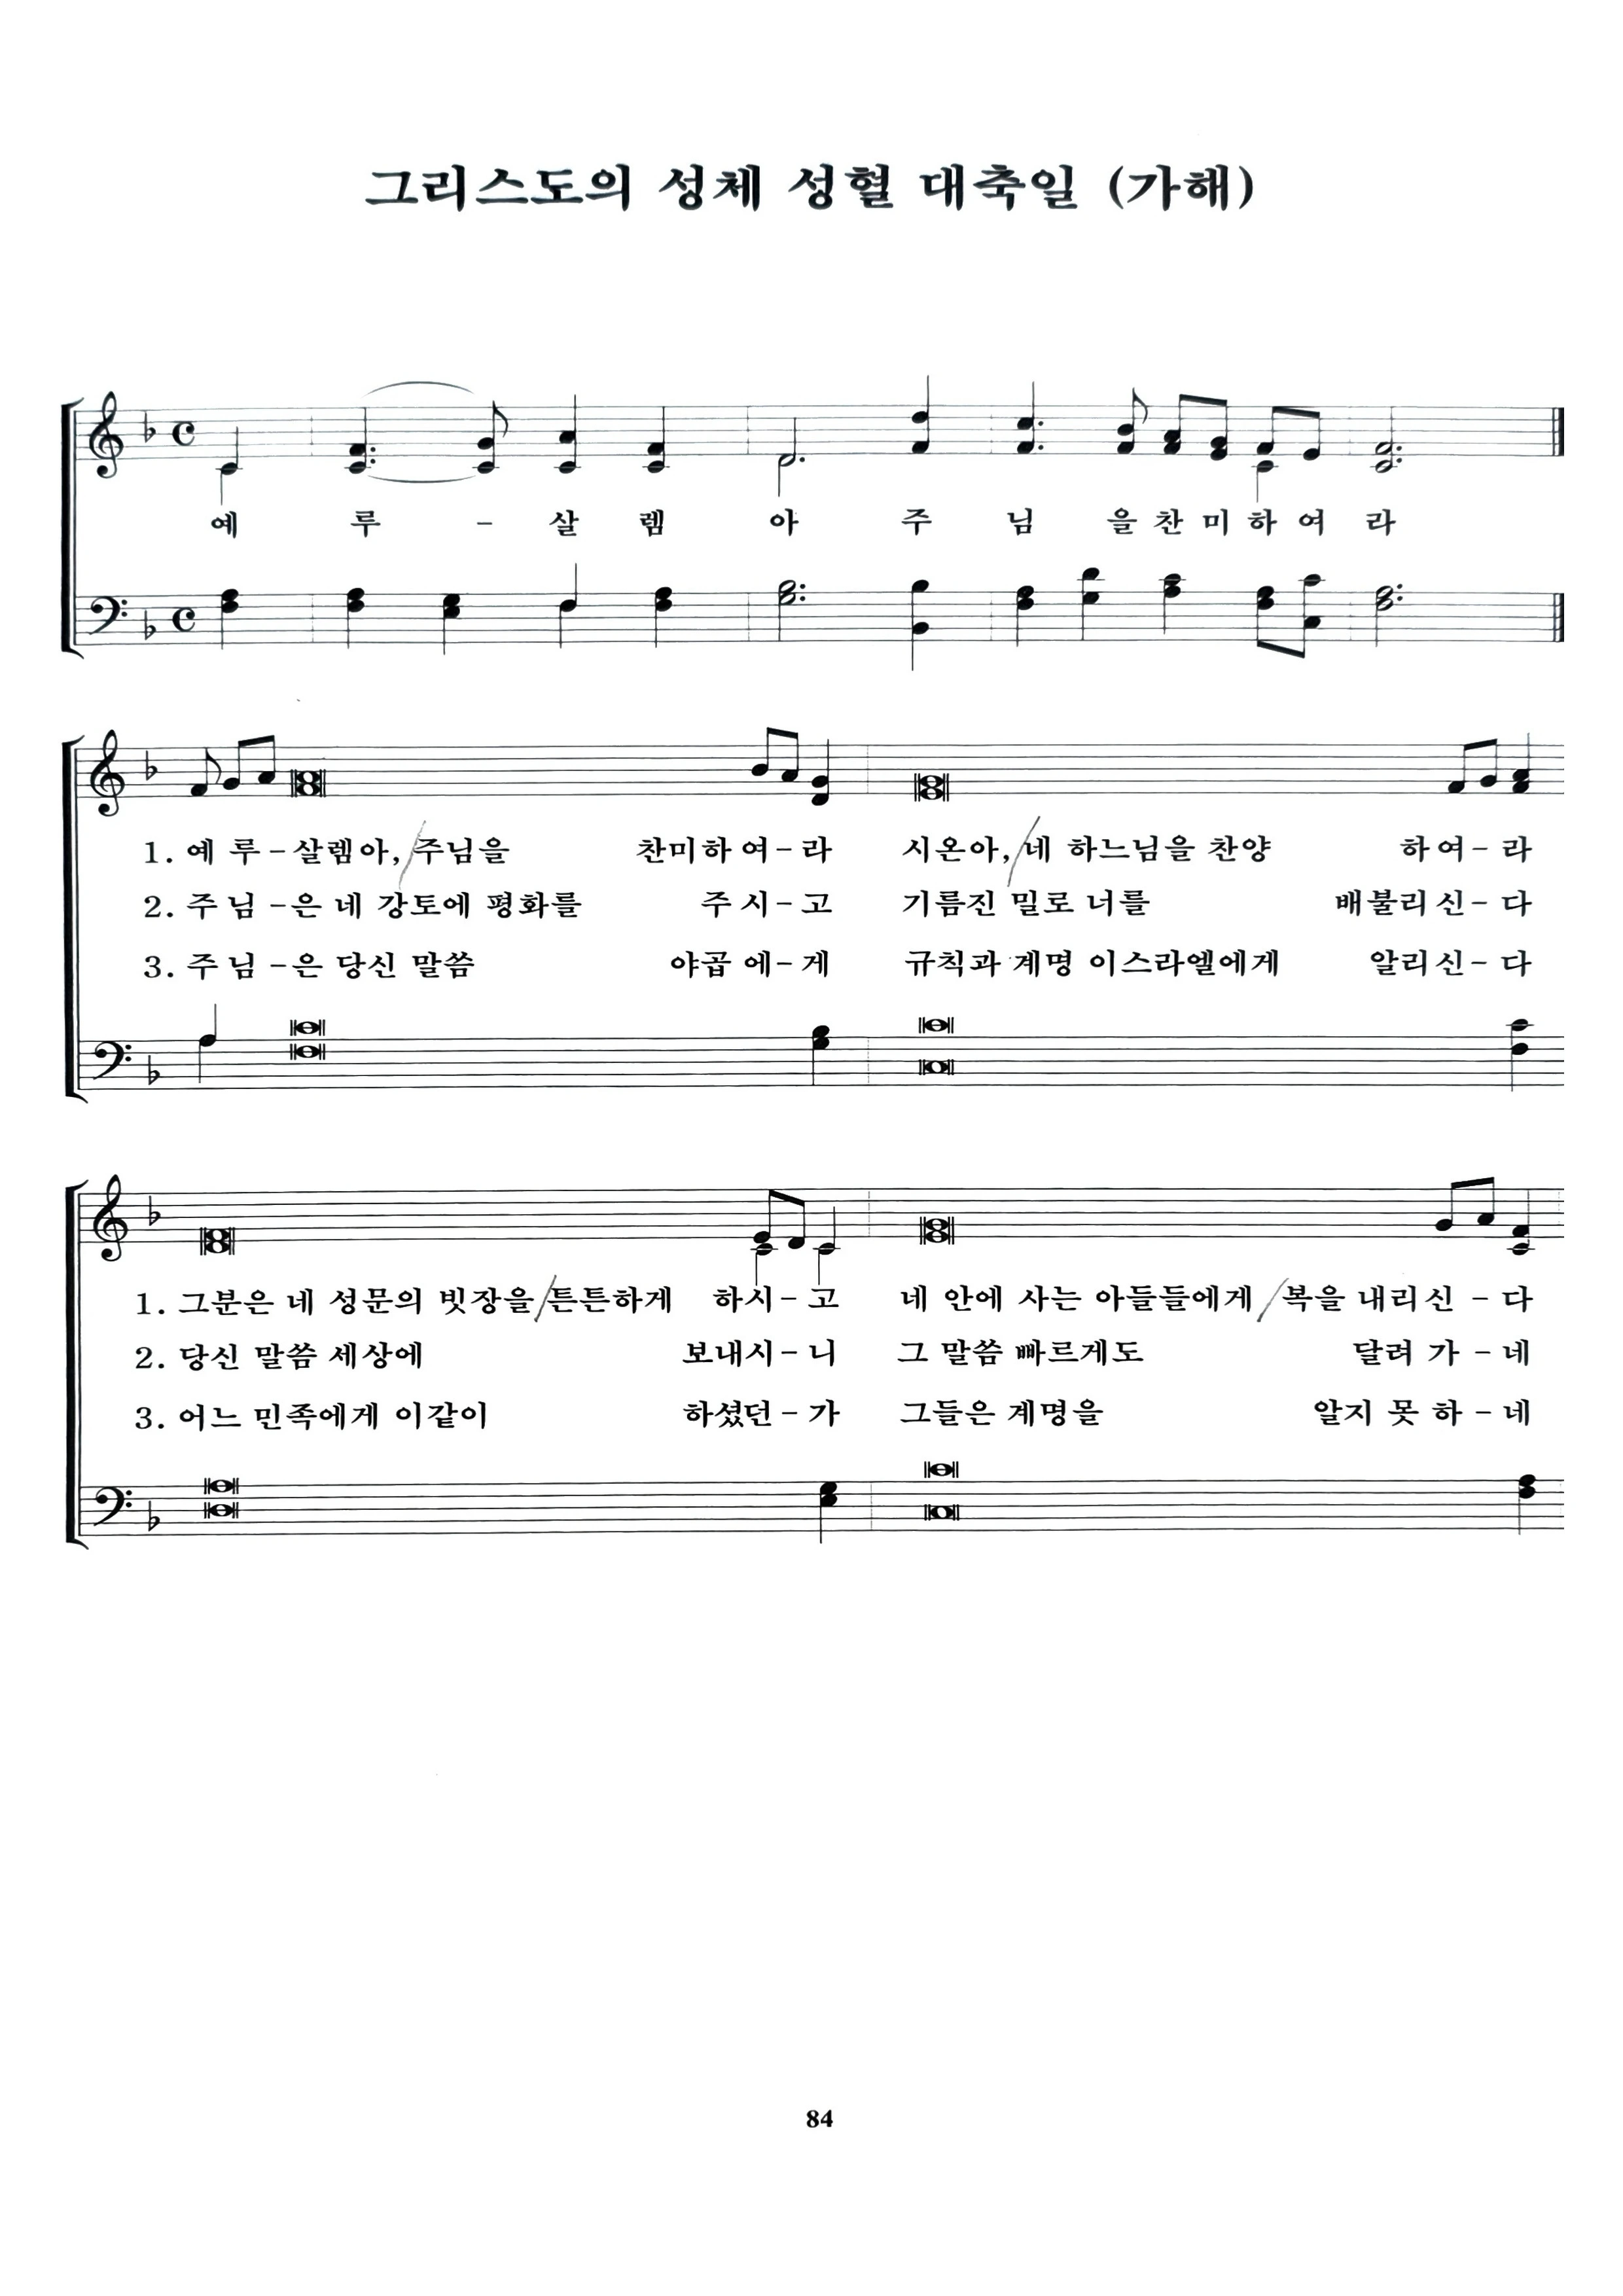 그리스도의 성체 성혈 대축일 (가해)
예 루 - 살 렘 아 주 님 을 찬 미 하 여 라
1. 예 루 - 살렘아, 주님을 찬미하 여 - 라 시온아, 네 하느님을 찬양 하 여 - 라
2. 주 님 - 은 네 강토에 평화를 주 시 - 고 기름진 밀로 너를 배불리 신 - 다
3. 주 님 - 은 당신 말씀 야곱 에 - 게 규칙과 계명 이스라엘에게 알리 신 - 다
1. 그분은 네 성문의 빗장을 튼튼하게 하시 - 고 네 안에 사는 아들들에게 복을 내리 신 - 다
2. 당신 말씀 세상에 보내시 - 니 그 말씀 빠르게도 달려 가 - 네
3. 어느 민족에게 이같이 하셨던 - 가 그들은 계명을 알지 못 하 - 네
84